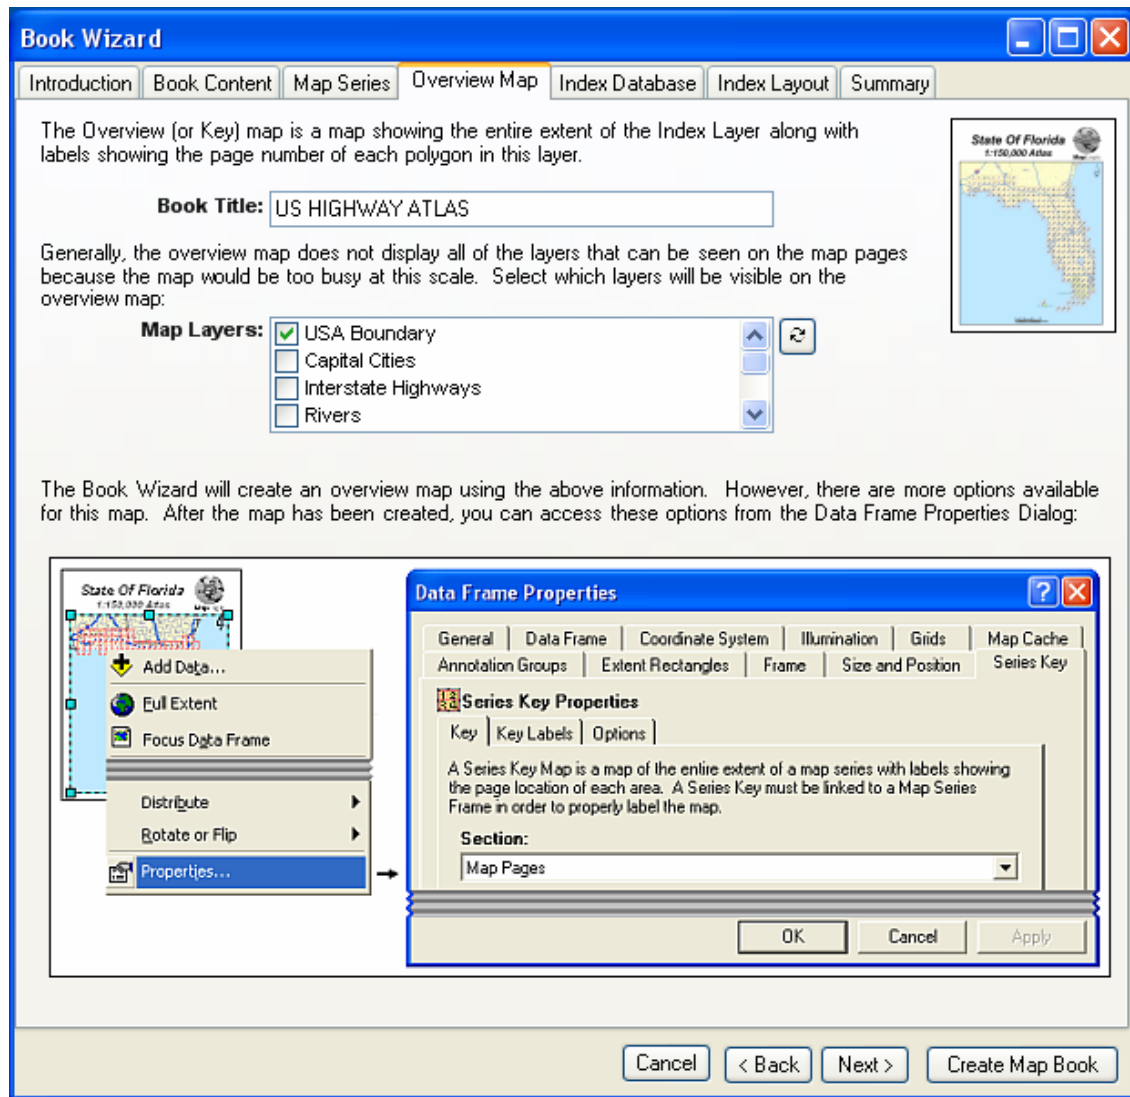 Book Wizard
Introduction Book Content Map Series Overview Map Index Database Index Layout Summary
The Overview (or Key) map is a map showing the entire extent of the Index Layer along with
labels showing the page number of each polygon in this layer.
State Of Florida
1:150,000 Atlas
Book Title: US HIGHWAY ATLAS
Generally, the overview map does not display all of the layers that can be seen on the map pages
because the map would be too busy at this scale. Select which layers will be visible on the
overview map:
Map Layers: USA Boundary
Capital Cities
Interstate Highways
Rivers
The Book Wizard will create an overview map using the above information. However, there are more options available
for this map. After the map has been created, you can access these options from the Data Frame Properties Dialog:
State Of Florida
1:150,000 Atlas
Add Data...
Full Extent
Focus Data Frame
Distribute
Rotate or Flip
Properties...
Data Frame Properties
General Data Frame Coordinate System Illumination Grids Map Cache
Annotation Groups Extent Rectangles Frame Size and Position Series Key
Series Key Properties
Key Key Labels Options
A Series Key Map is a map of the entire extent of a map series with labels showing
the page location of each area. A Series Key must be linked to a Map Series
Frame in order to properly label the map.
Section:
Map Pages
OK Cancel Apply
Cancel < Back Next > Create Map Book